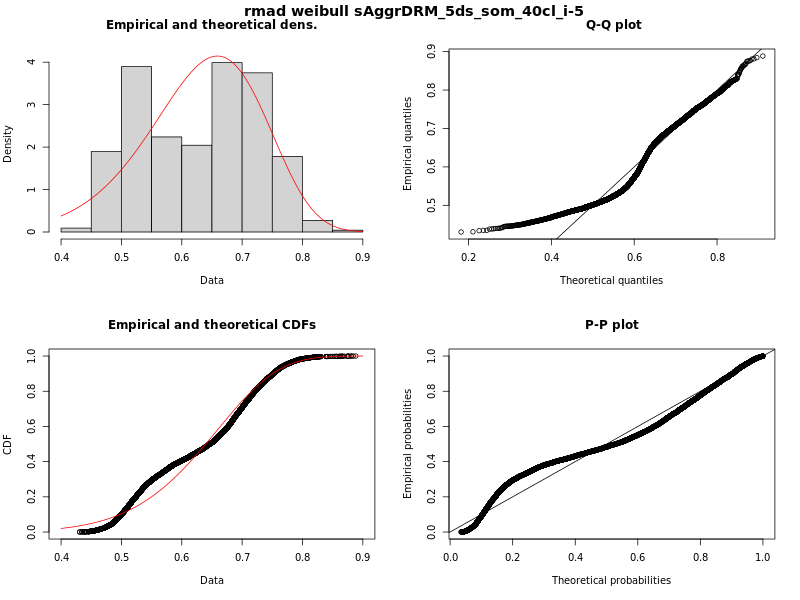 rmad weibull sAggrDRM_5ds_som_40cl_i-5
Empirical and theoretical dens.
Density
0
1
2
3
4
0.4 0.5 0.6 0.7 0.8 0.9
Data
Q-Q plot
Empirical quantiles
0.5 0.6 0.7 0.8 0.9
0.2 0.4 0.6 0.8
Theoretical quantiles
Empirical and theoretical CDFs
CDF
0.0 0.2 0.4 0.6 0.8 1.0
0.4 0.5 0.6 0.7 0.8 0.9
Data
P-P plot
Empirical probabilities
0.0 0.2 0.4 0.6 0.8 1.0
0.0 0.2 0.4 0.6 0.8 1.0
Theoretical probabilities